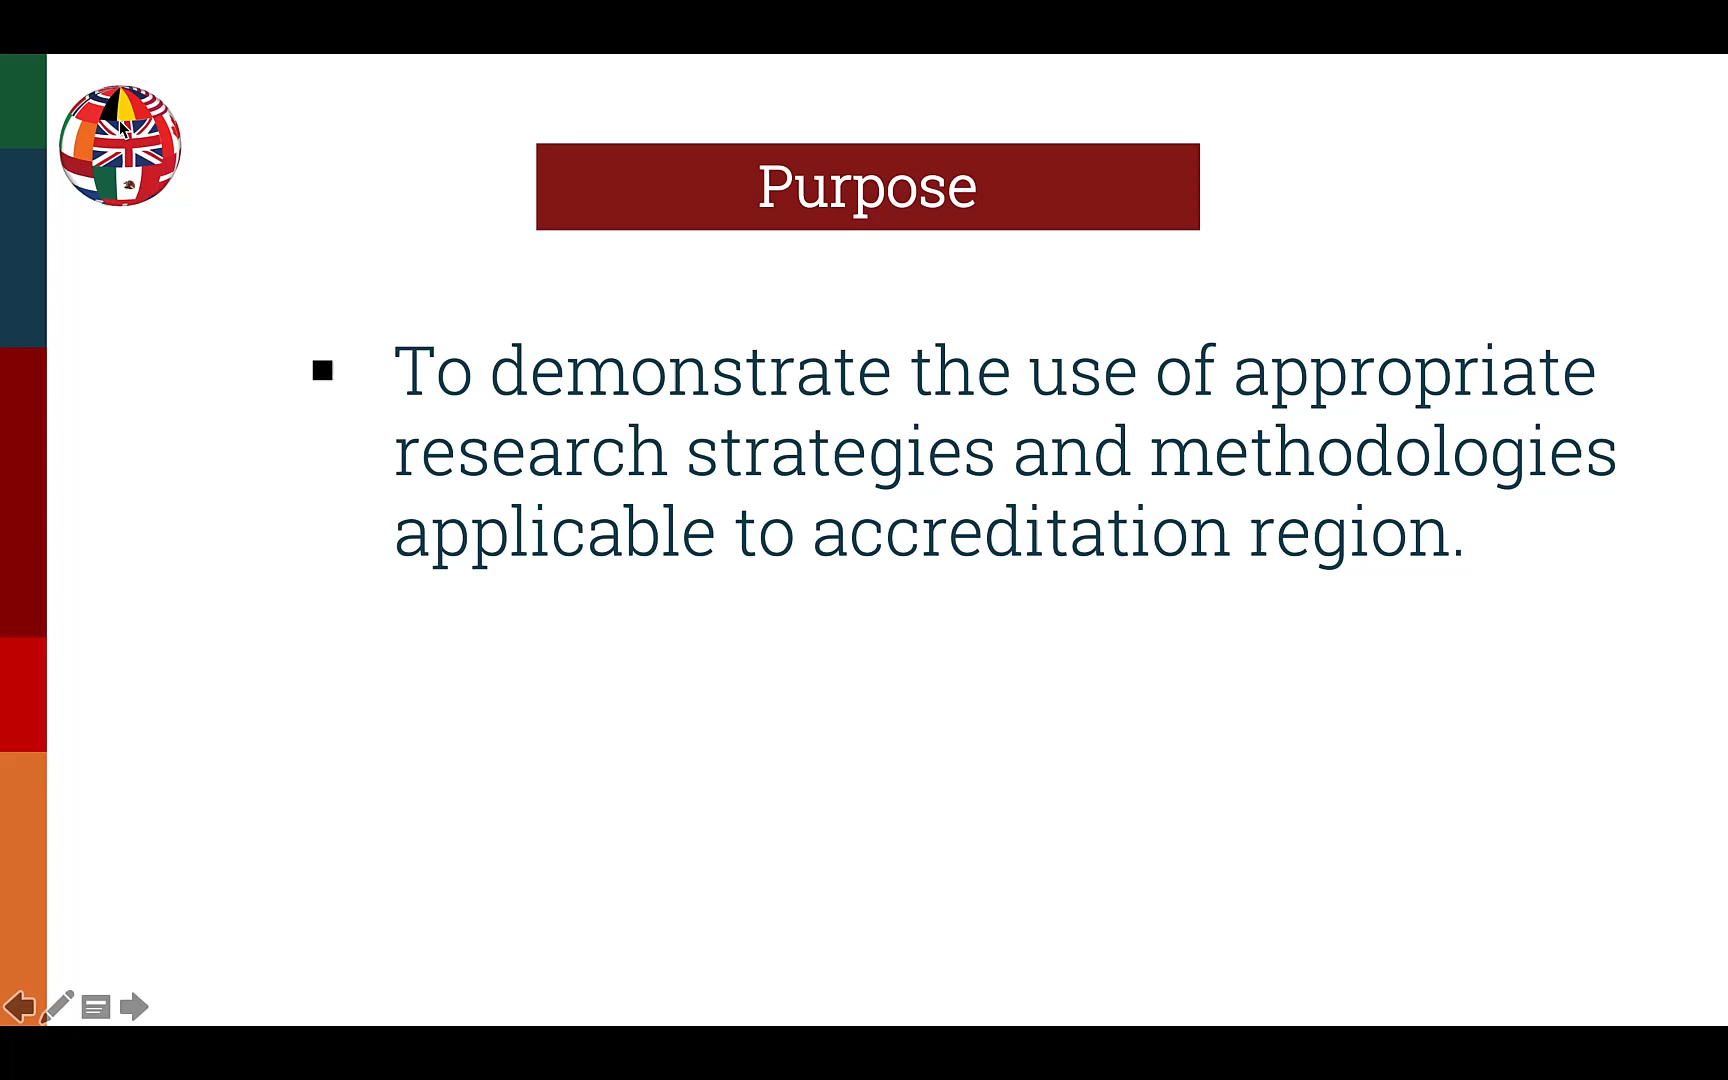 Purpose
▪ To demonstrate the use of appropriate
research strategies and methodologies
applicable to accreditation region.